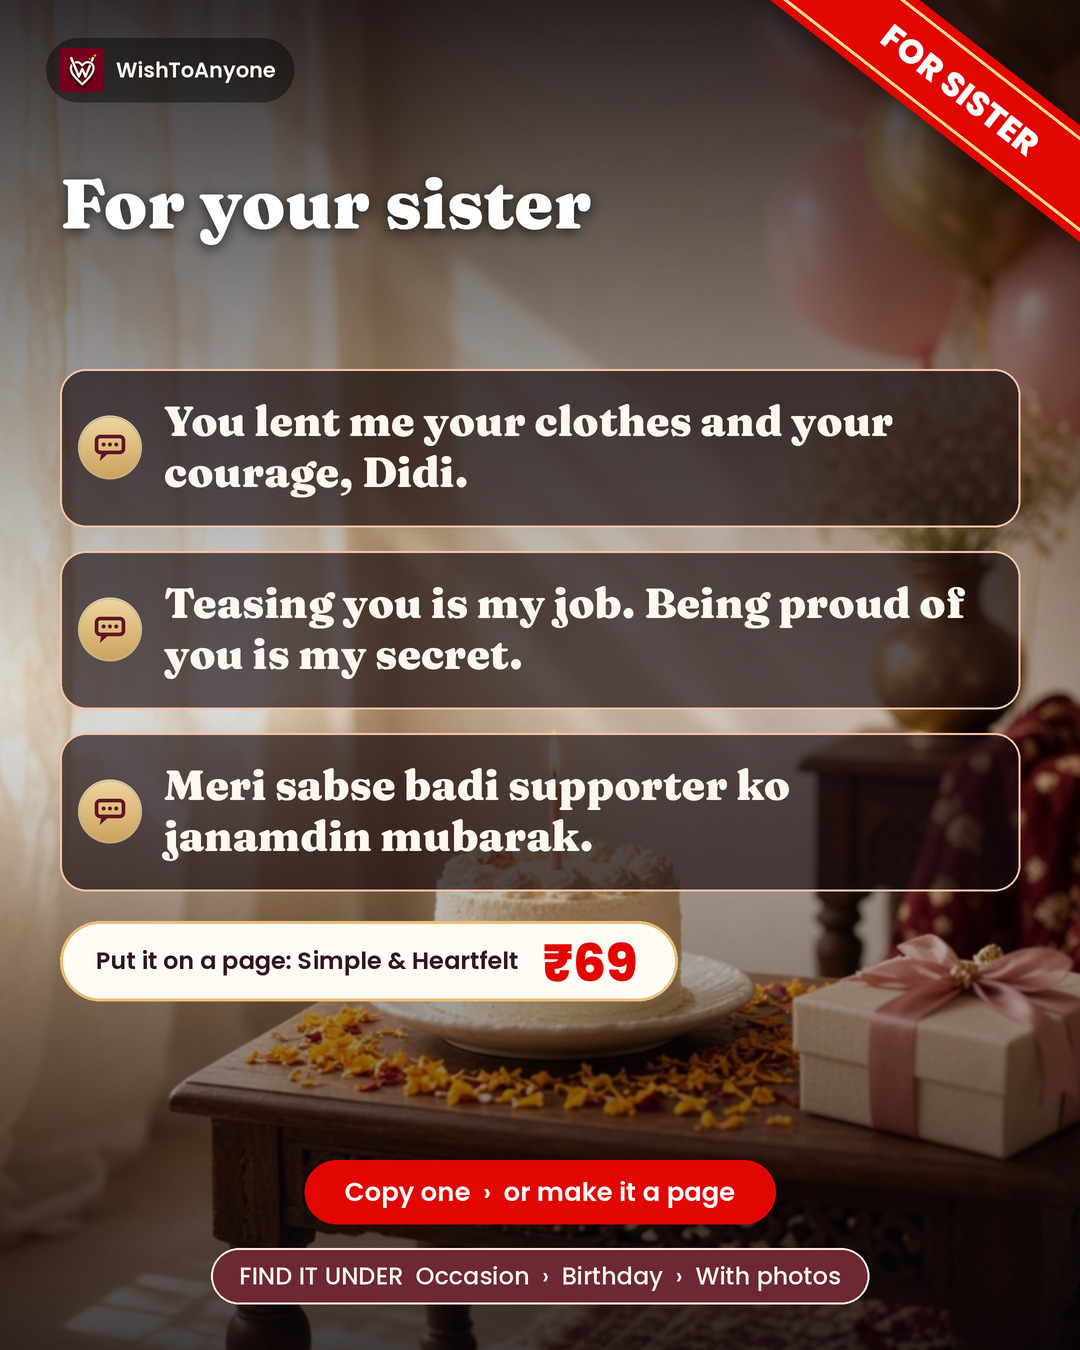 WishToAnyone
FOR SISTER
For your sister
You lent me your clothes and your
courage, Didi.
Teasing you is my job. Being proud of
you is my secret.
Meri sabse badi supporter ko
janamdin mubarak.
Put it on a page: Simple & Heartfelt ₹69
Copy one › or make it a page
FIND IT UNDER Occasion › Birthday › With photos